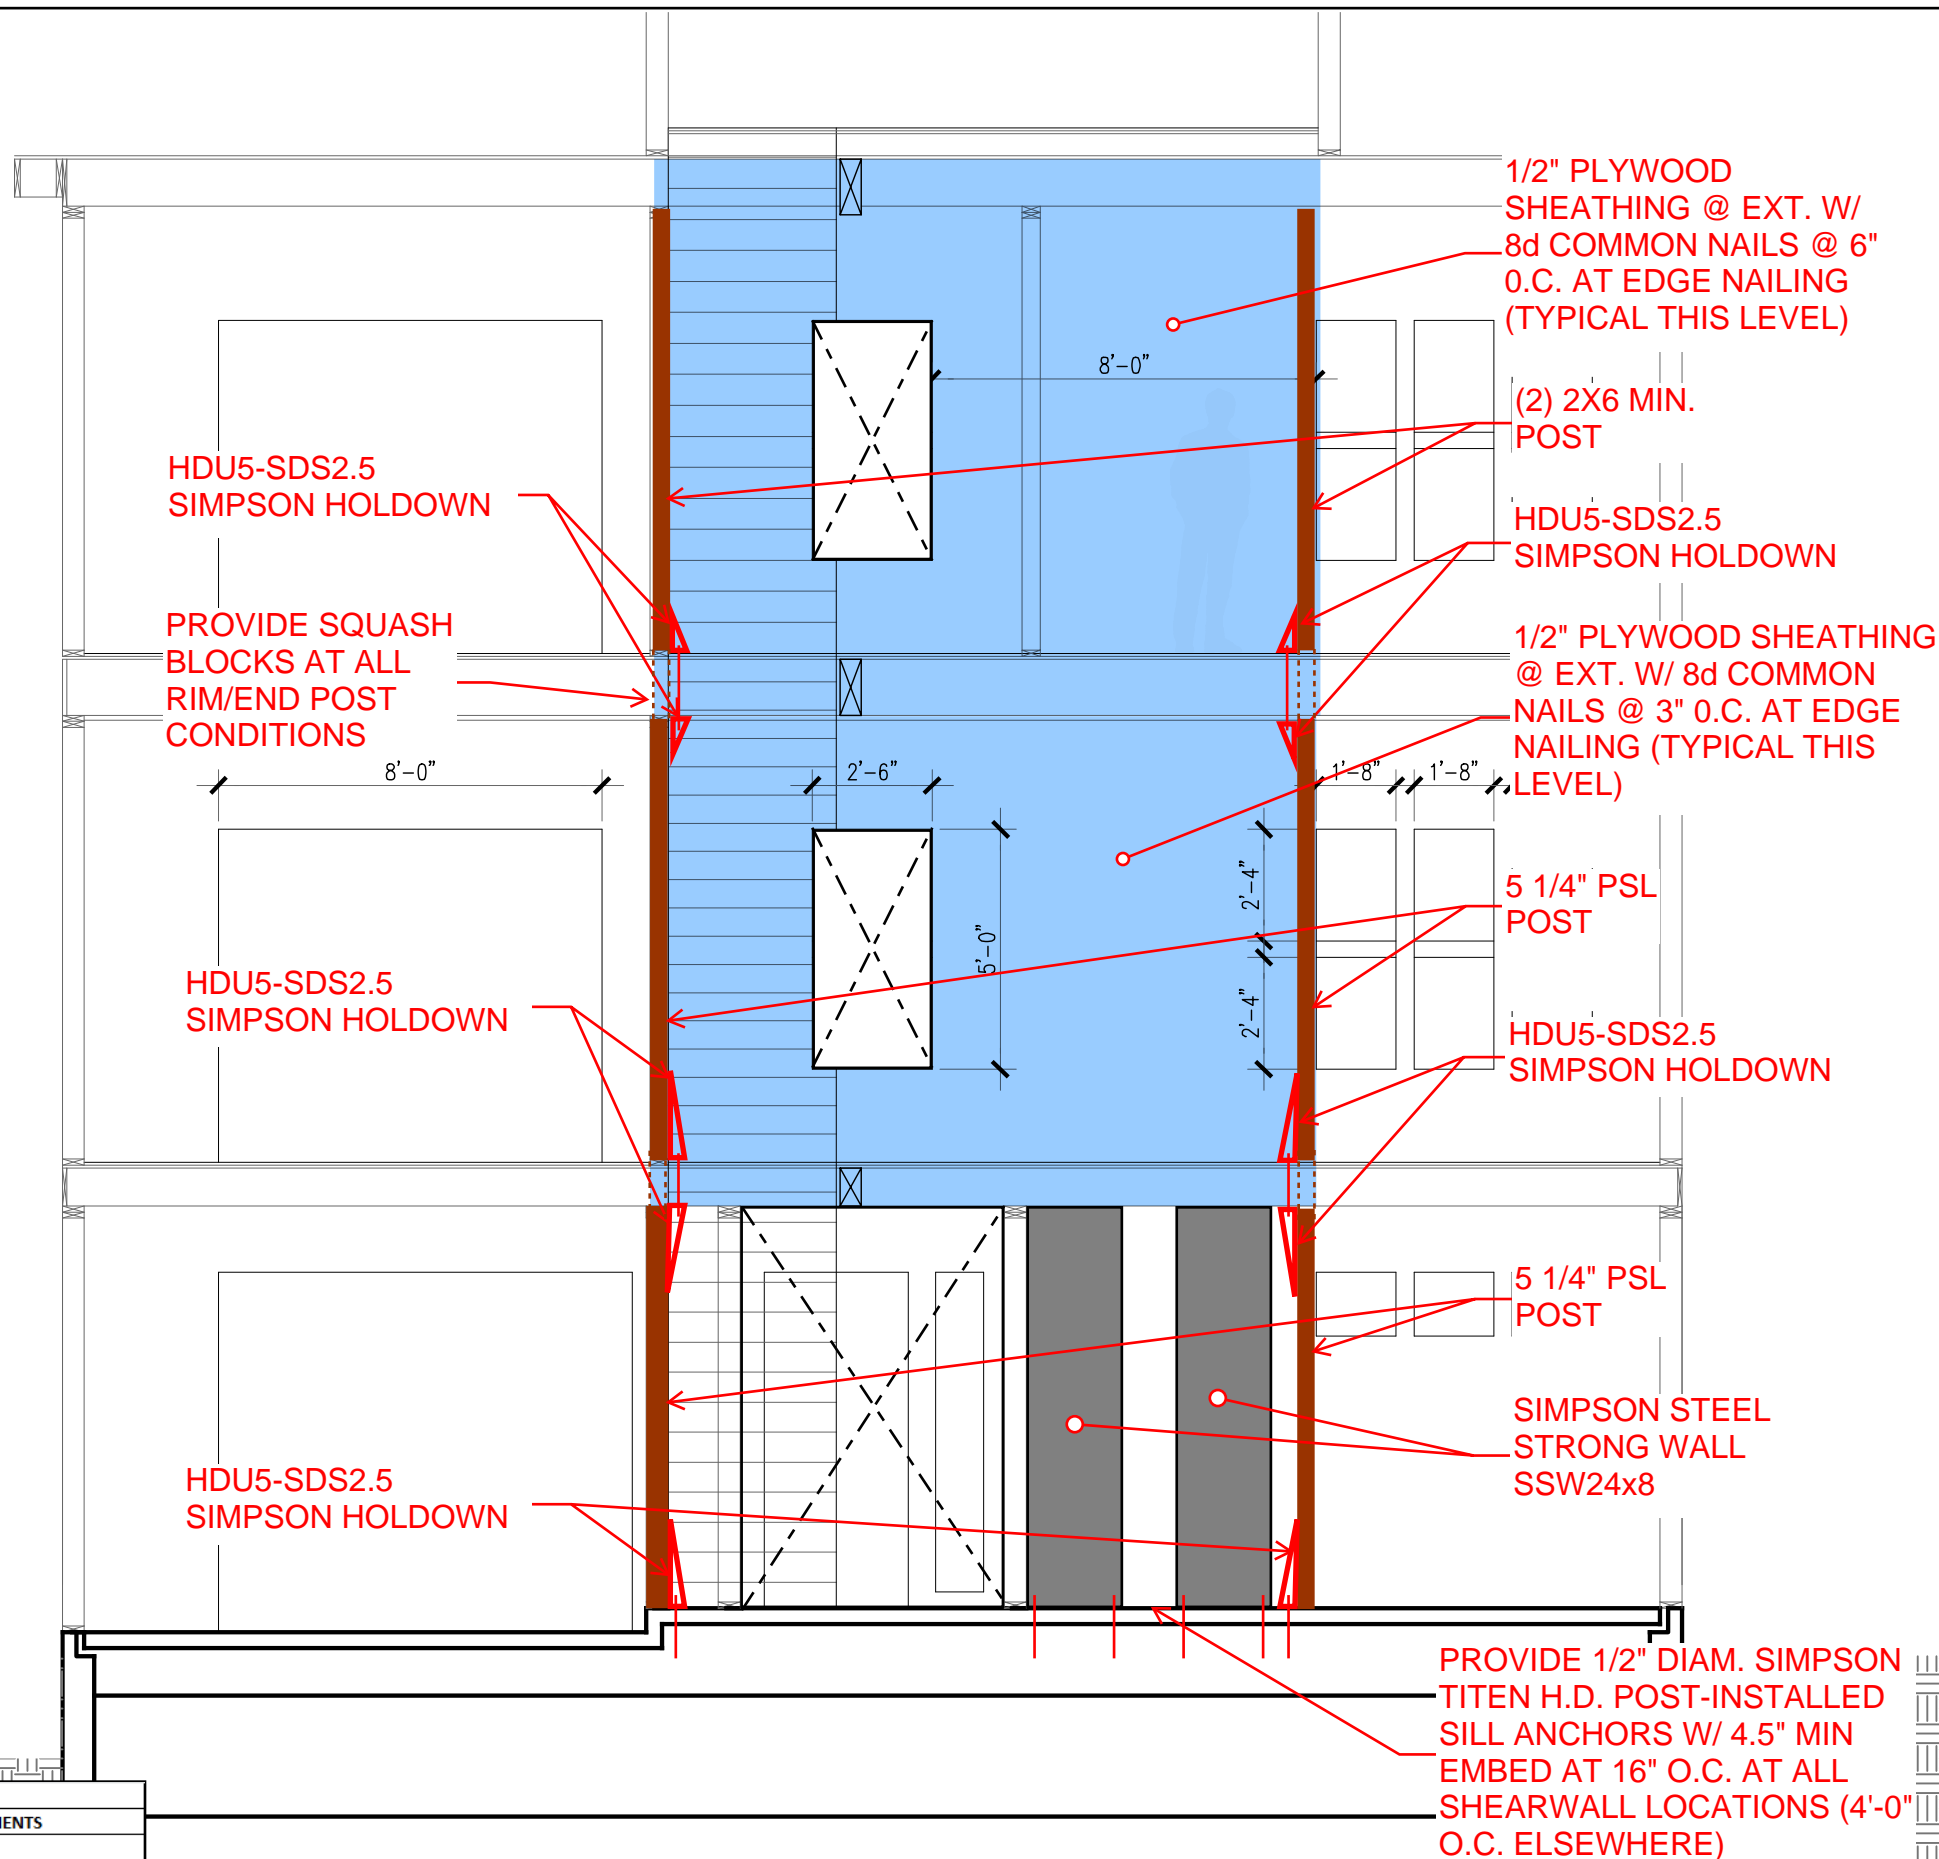 1/2" PLYWOOD
SHEATHING @ EXT. W/
8d COMMON NAILS @ 6"
0.C. AT EDGE NAILING
(TYPICAL THIS LEVEL)
8'-0"
(2) 2X6 MIN.
POST
HDU5-SDS2.5
SIMPSON HOLDOWN
HDU5-SDS2.5
SIMPSON HOLDOWN
PROVIDE SQUASH
BLOCKS AT ALL
RIM/END POST
CONDITIONS
1/2" PLYWOOD SHEATHING
@ EXT. W/ 8d COMMON
NAILS @ 3" 0.C. AT EDGE
NAILING (TYPICAL THIS
LEVEL)
8'-0"
2'-6"
1'-8"
1'-8"
2'-4"
5'-0"
2'-4"
5 1/4" PSL
POST
HDU5-SDS2.5
SIMPSON HOLDOWN
HDU5-SDS2.5
SIMPSON HOLDOWN
5 1/4" PSL
POST
SIMPSON STEEL
STRONG WALL
SSW24x8
HDU5-SDS2.5
SIMPSON HOLDOWN
PROVIDE 1/2" DIAM. SIMPSON
TITEN H.D. POST-INSTALLED
SILL ANCHORS W/ 4.5" MIN
EMBED AT 16" O.C. AT ALL
SHEARWALL LOCATIONS (4'-0"
O.C. ELSEWHERE)
IENTS